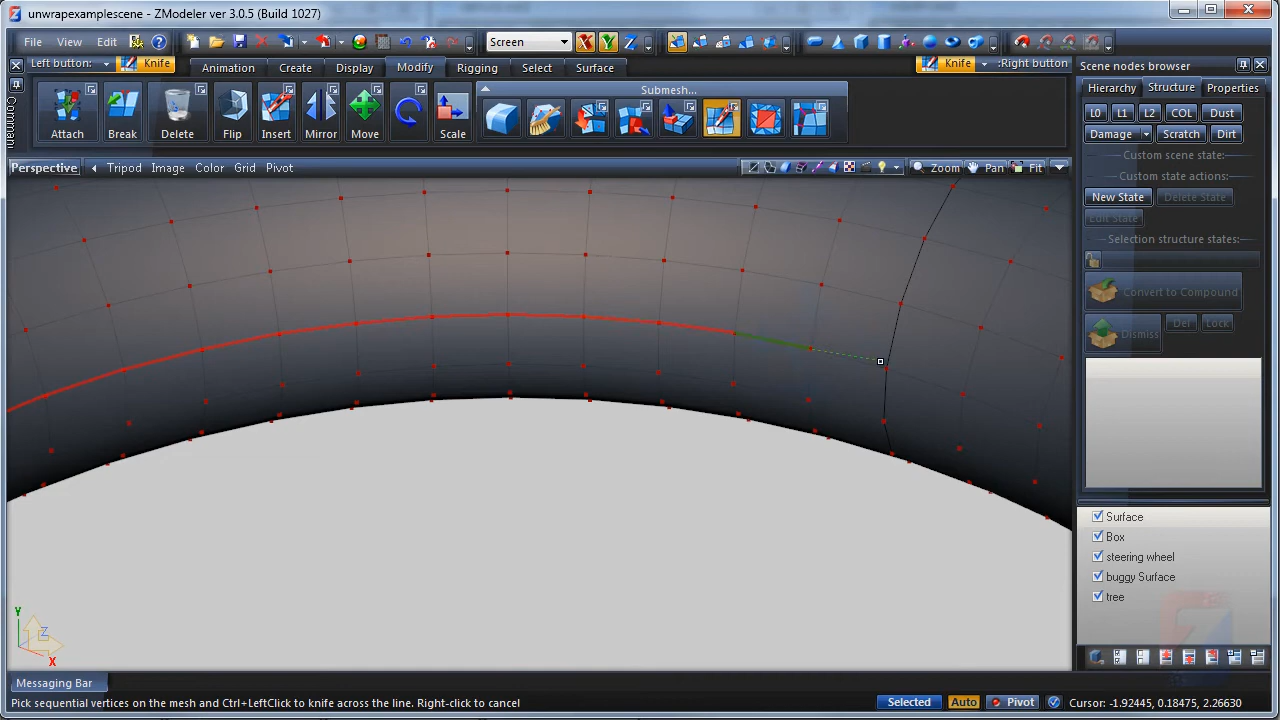 unwrapexamplescene - ZModeler ver 3.0.5 (Build 1027)
File View Edit Screen X Y Z
Left button: Knife Knife :Right button
Animation Create Display Modify Rigging Select Surface
Attach Break Delete Flip Insert Mirror Move Scale
Submesh...
Perspective Tripod Image Color Grid Pivot Zoom Pan Fit
Scene nodes browser
Hierarchy Structure Properties
L0 L1 L2 COL Dust
Damage Scratch Dirt
Custom scene state:
Custom state actions:
New State Delete State
Edit State
Selection structure states:
Convert to Compound
Dismiss Del Lock
Surface
Box
steering wheel
buggy Surface
tree
Y
Z
X
Messaging Bar
Pick sequential vertices on the mesh and Ctrl+LeftClick to knife across the line. Right-click to cancel
Selected Auto Pivot Cursor: -1.92445, 0.18475, 2.26630